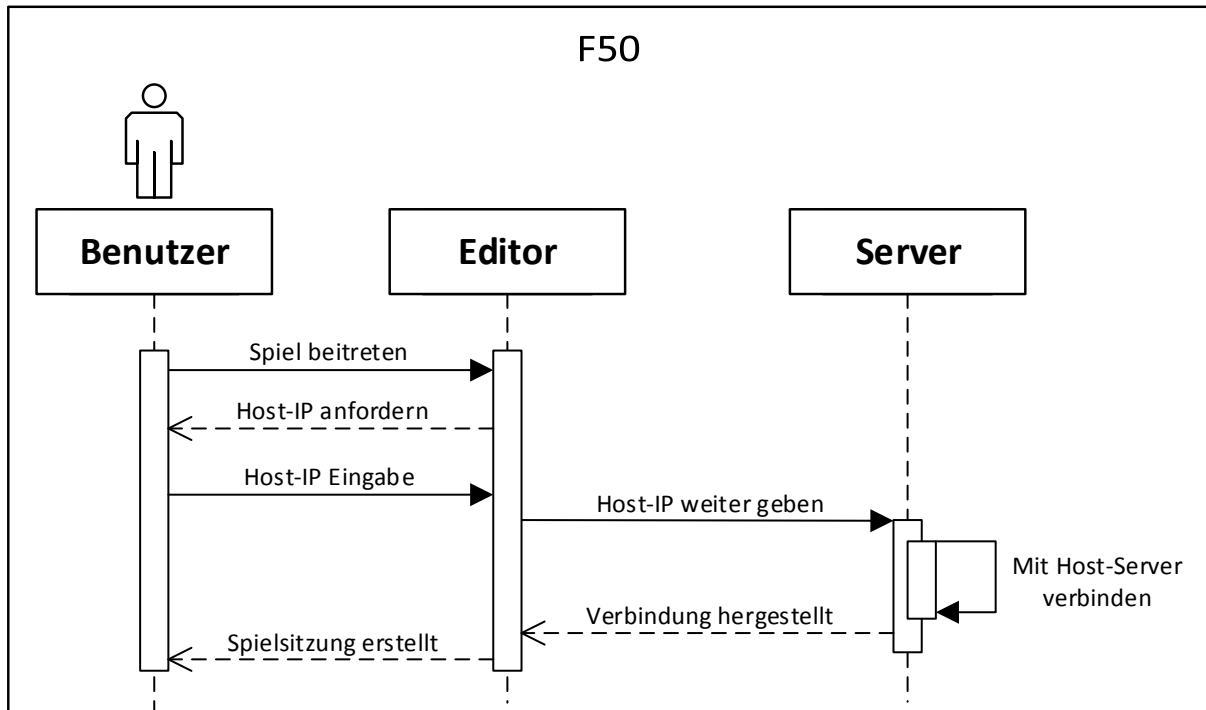 F50
Benutzer
Editor
Server
Spiel beitreten
Host-IP anfordern
Host-IP Eingabe
Host-IP weiter geben
Mit Host-Server
verbinden
Verbindung hergestellt
Spielsitzung erstellt